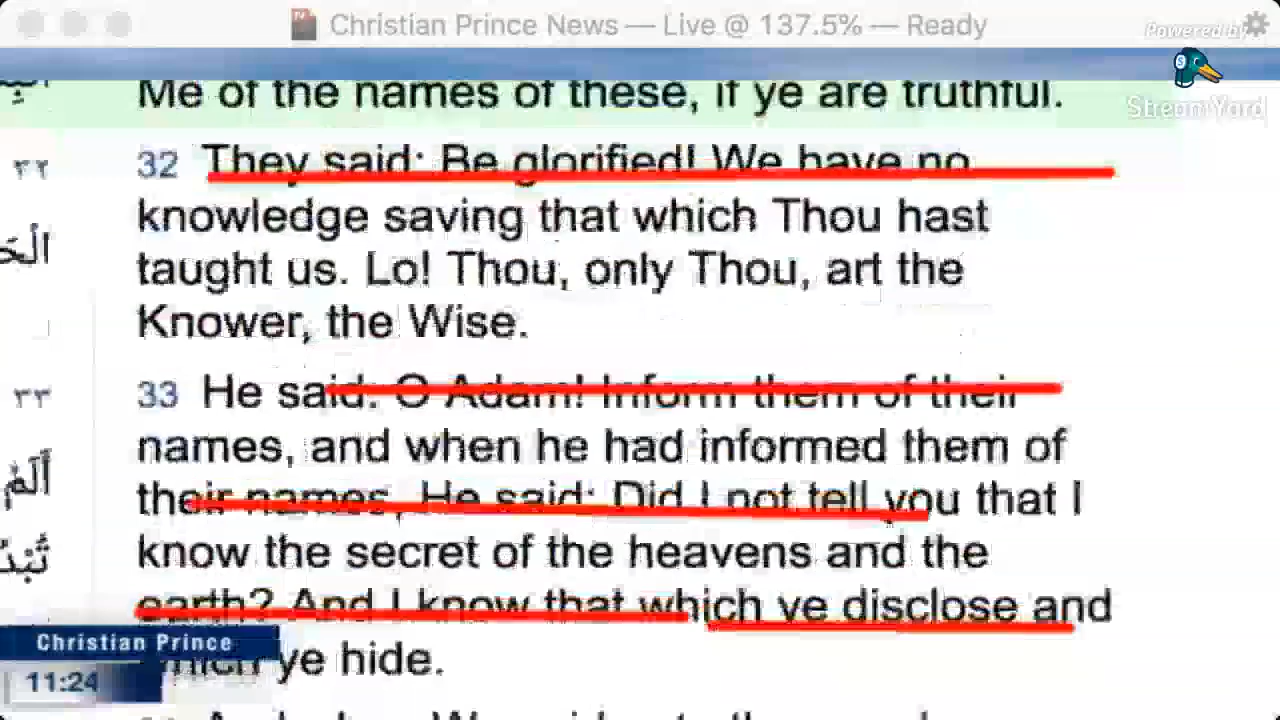 Christian Prince News — Live @ 137.5% — Ready
Powered by
StreamYard
Me of the names of these, if ye are truthful.
٣٢
32 They said: Be glorified! We have no
knowledge saving that which Thou hast
taught us. Lo! Thou, only Thou, art the
Knower, the Wise.
٣٣
33 He said: O Adam! Inform them of their
names, and when he had informed them of
their names, He said: Did I not tell you that I
know the secret of the heavens and the
earth? And I know that which ye disclose and
which ye hide.
أَلَمْ
Christian Prince
11:24